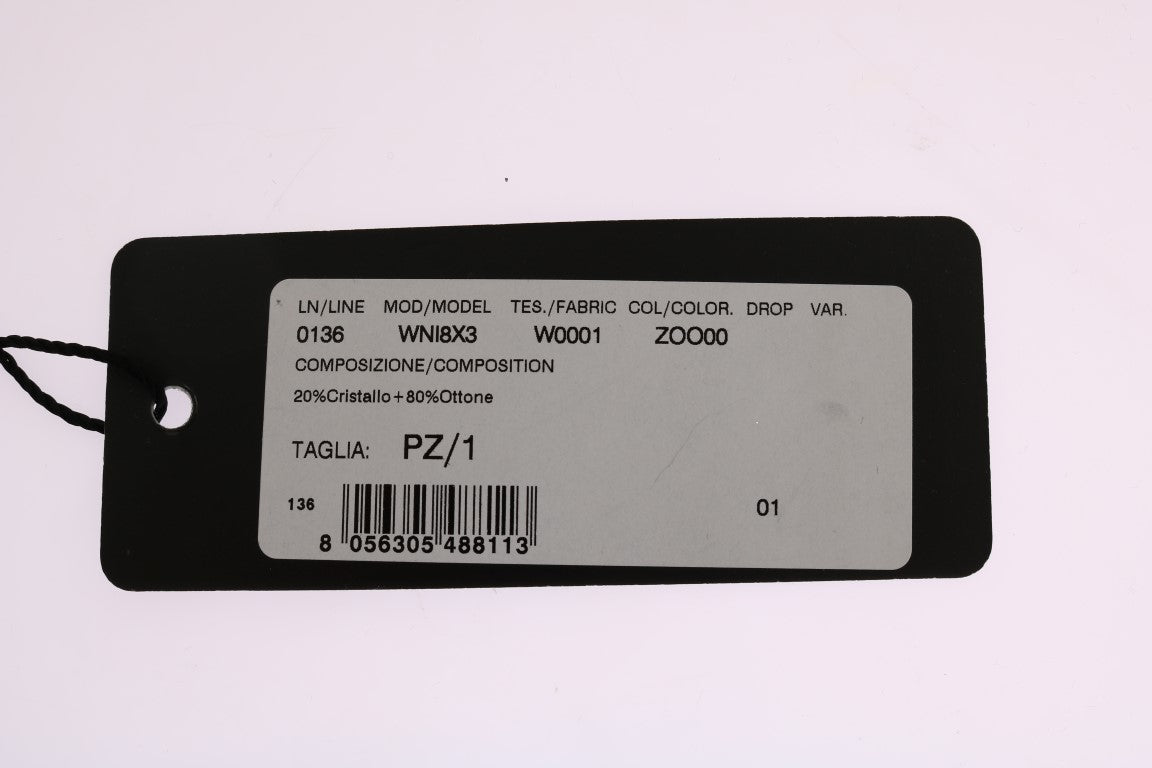 LN/LINE MOD/MODEL TES./FABRIC COL/COLOR. DROP VAR.
0136 WNI8X3 W0001 ZOO00
COMPOSIZIONE/COMPOSITION
20%Cristallo+80%Ottone
TAGLIA: PZ/1
136 01
8 056305 488113